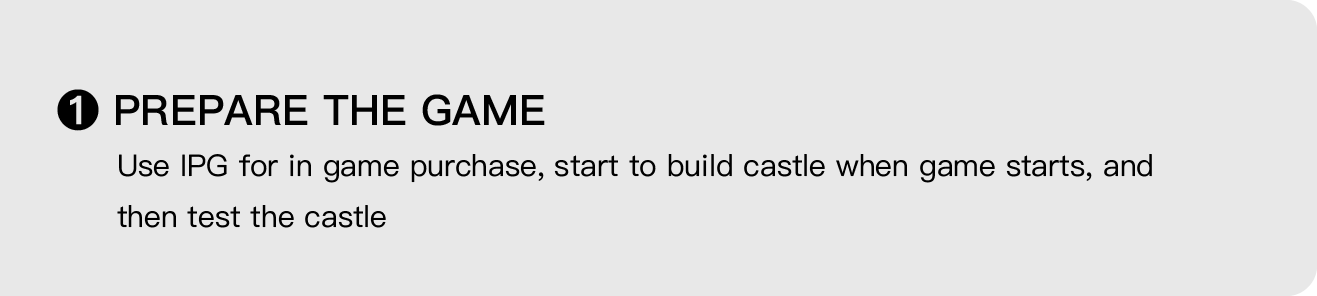 ❶ PREPARE THE GAME
Use IPG for in game purchase, start to build castle when game starts, and
then test the castle